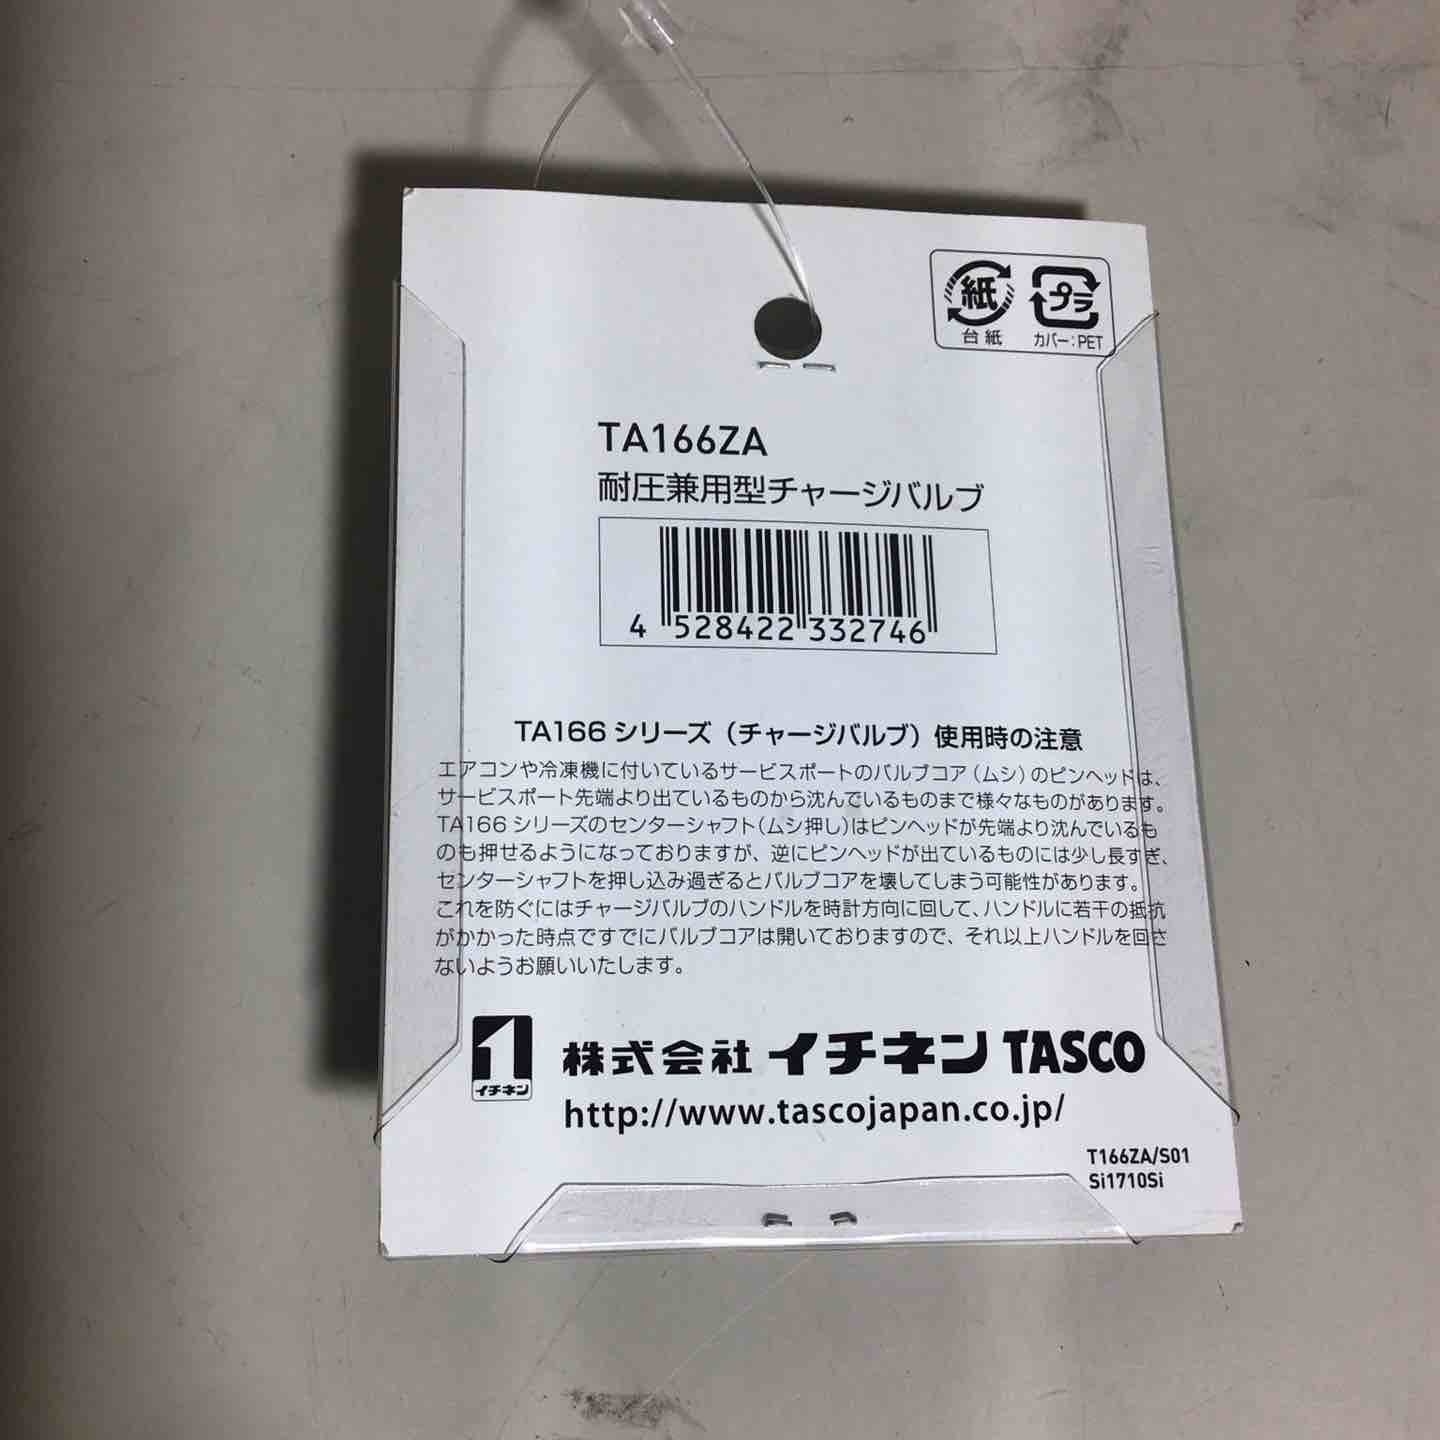 紙
プラ
台紙
カバー:PET
TA166ZA
耐圧兼用型チャージバルブ
4 528422 332746
TA166 シリーズ(チャージバルブ)使用時の注意
エアコンや冷凍機に付いているサービスポートのバルブコア(ムシ)のピンヘッドは、
サービスポート先端より出ているものから沈んでいるものまで様々なものがあります。
TA166 シリーズのセンターシャフト(ムシ押し)はピンヘッドが先端より沈んでいるも
のも押せるようになっておりますが、逆にピンヘッドが出ているものには少し長すぎ、
センターシャフトを押し込み過ぎるとバルブコアを壊してしまう可能性があります。
これを防ぐにはチャージバルブのハンドルを時計方向に回して、ハンドルに若干の抵抗
がかかった時点ですでにバルブコアは開いておりますので、それ以上ハンドルを回さ
ないようお願いいたします。
イチネン
株式会社 イチネン TASCO
http://www.tascojapan.co.jp/
T166ZA/S01
Si1710Si